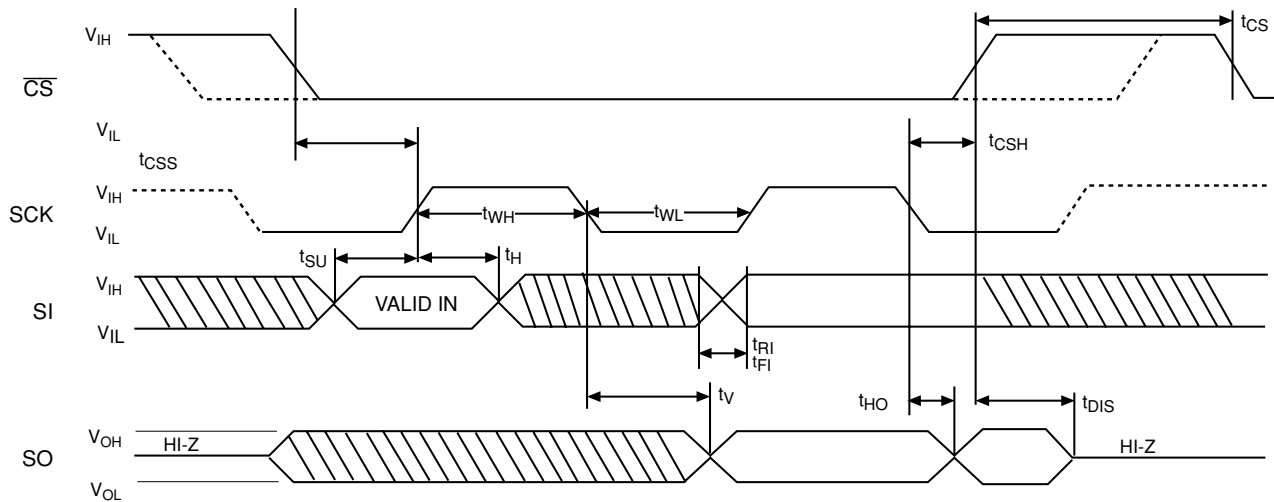 V_IH
CS
V_IL
t_CS
t_CSS
t_CSH
V_IH
SCK
V_IL
t_WH
t_WL
t_SU
t_H
V_IH
SI
V_IL
VALID IN
t_RI
t_FI
t_V
t_HO
t_DIS
V_OH
HI-Z
HI-Z
SO
V_OL